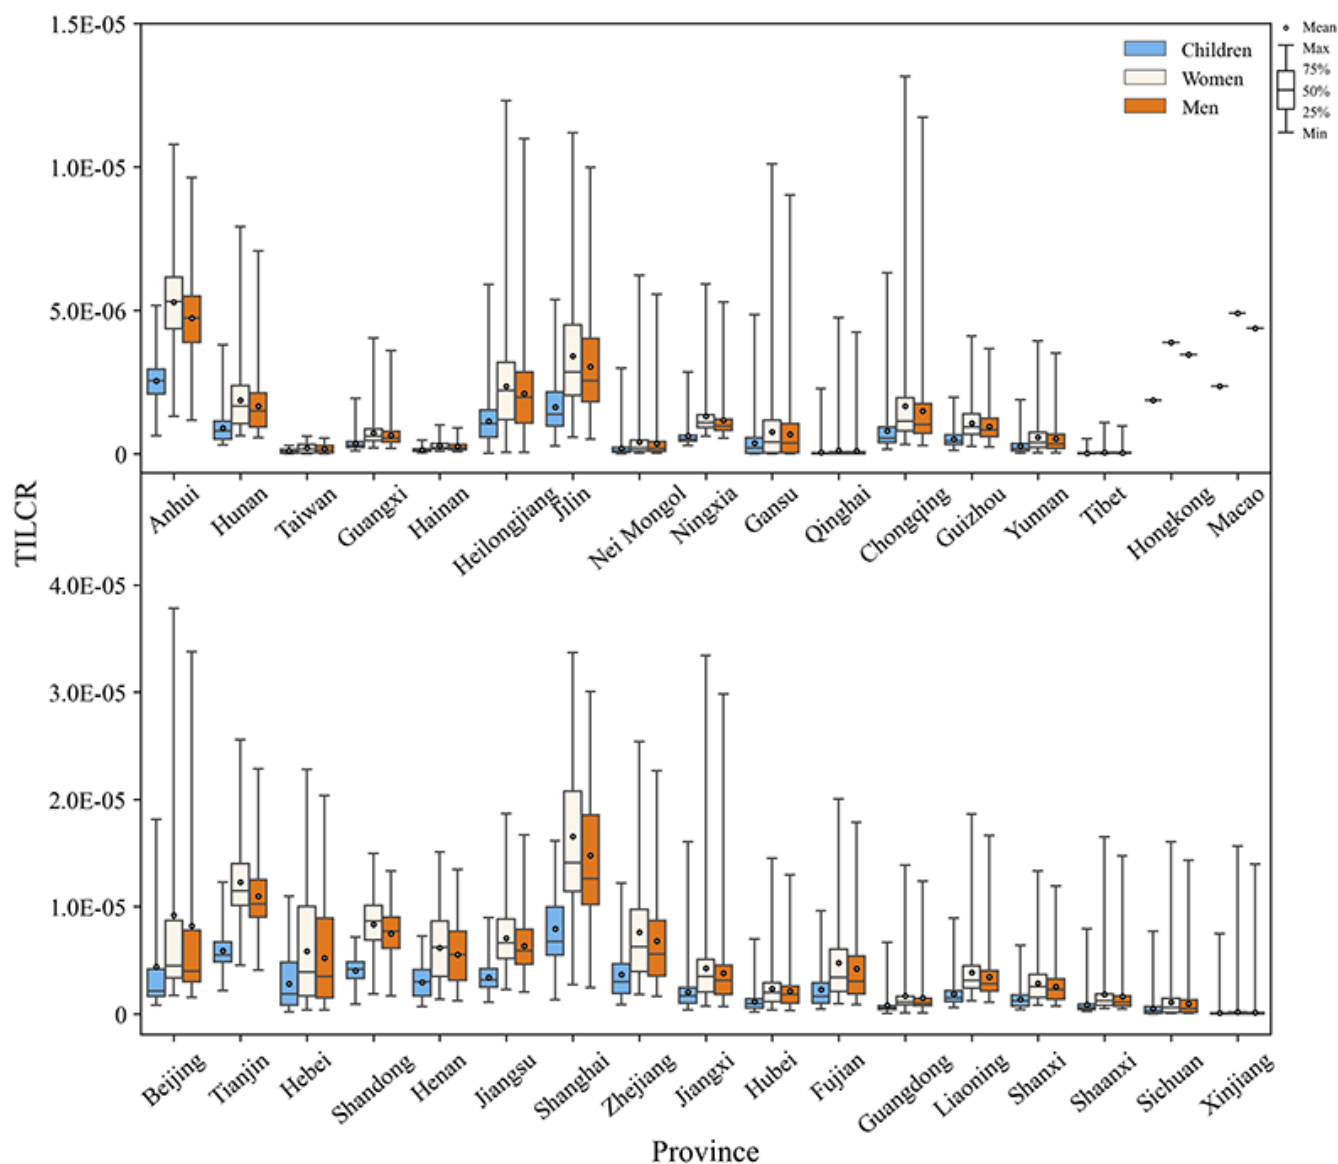 1.5E-05
1.0E-05
5.0E-06
0
Children
Women
Men
Mean
Max
75%
50%
25%
Min
Anhui
Hunan
Taiwan
Guangxi
Hainan
Heilongjiang
Jilin
Nei Mongol
Ningxia
Gansu
Qinghai
Chongqing
Guizhou
Yunnan
Tibet
Hongkong
Macao
TILCR
4.0E-05
3.0E-05
2.0E-05
1.0E-05
0
Beijing
Tianjin
Hebei
Shandong
Henan
Jiangsu
Shanghai
Zhejiang
Jiangxi
Hubei
Fujian
Guangdong
Liaoning
Shanxi
Shaanxi
Sichuan
Xinjiang
Province